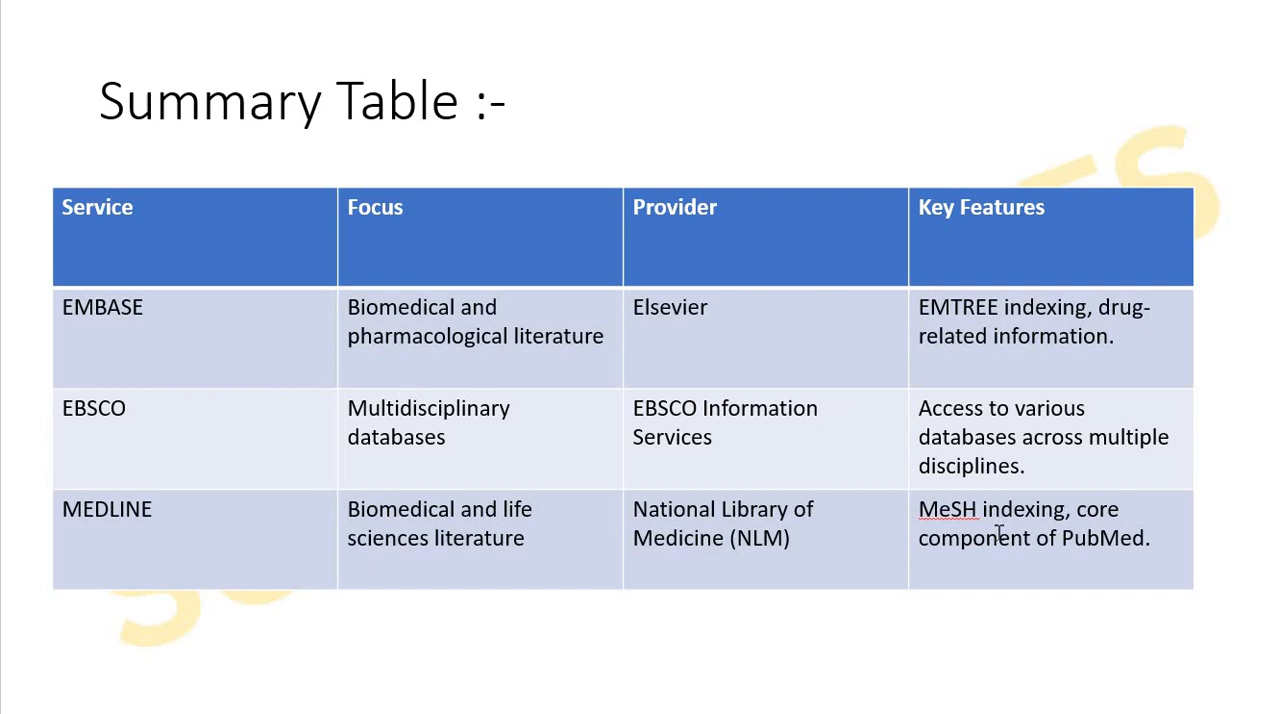 Summary Table :-
Service
Focus
Provider
Key Features
EMBASE
Biomedical and
pharmacological literature
Elsevier
EMTREE indexing, drug-
related information.
EBSCO
Multidisciplinary
databases
EBSCO Information
Services
Access to various
databases across multiple
disciplines.
MEDLINE
Biomedical and life
sciences literature
National Library of
Medicine (NLM)
MeSH indexing, core
component of PubMed.